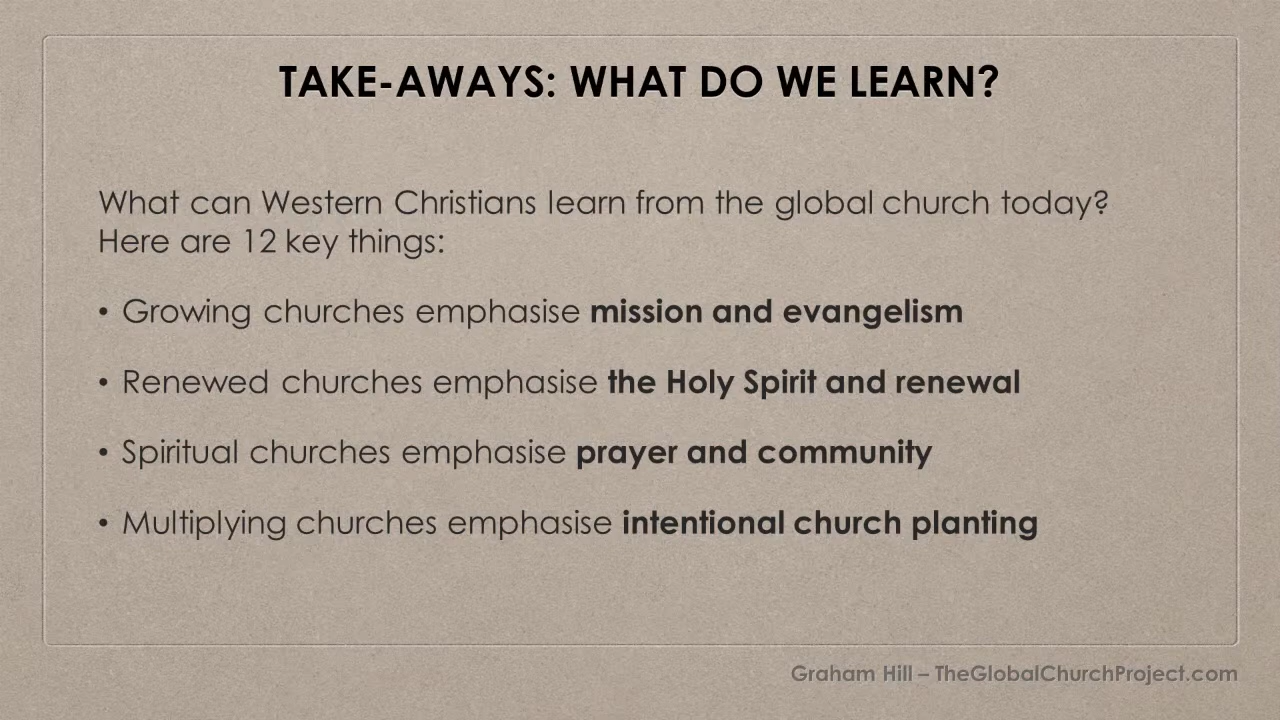 TAKE-AWAYS: WHAT DO WE LEARN?
What can Western Christians learn from the global church today?
Here are 12 key things:
• Growing churches emphasise mission and evangelism
• Renewed churches emphasise the Holy Spirit and renewal
• Spiritual churches emphasise prayer and community
• Multiplying churches emphasise intentional church planting
Graham Hill – TheGlobalChurchProject.com